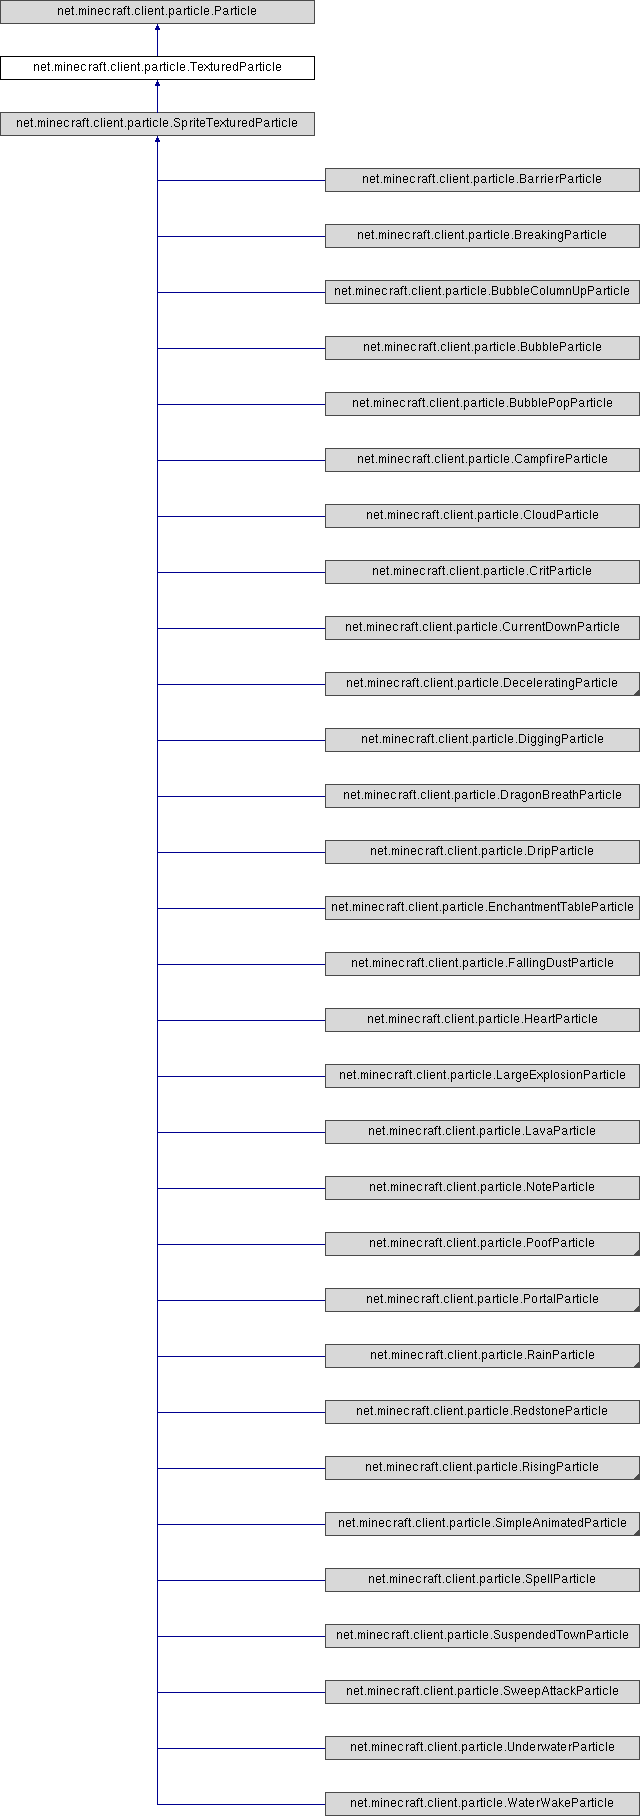 net.minecraft.client.particle.Particle
net.minecraft.client.particle.TexturedParticle
net.minecraft.client.particle.SpriteTexturedParticle
net.minecraft.client.particle.BarrierParticle
net.minecraft.client.particle.BreakingParticle
net.minecraft.client.particle.BubbleColumnUpParticle
net.minecraft.client.particle.BubbleParticle
net.minecraft.client.particle.BubblePopParticle
net.minecraft.client.particle.CampfireParticle
net.minecraft.client.particle.CloudParticle
net.minecraft.client.particle.CritParticle
net.minecraft.client.particle.CurrentDownParticle
net.minecraft.client.particle.DeceleratingParticle
net.minecraft.client.particle.DiggingParticle
net.minecraft.client.particle.DragonBreathParticle
net.minecraft.client.particle.DripParticle
net.minecraft.client.particle.EnchantmentTableParticle
net.minecraft.client.particle.FallingDustParticle
net.minecraft.client.particle.HeartParticle
net.minecraft.client.particle.LargeExplosionParticle
net.minecraft.client.particle.LavaParticle
net.minecraft.client.particle.NoteParticle
net.minecraft.client.particle.PoofParticle
net.minecraft.client.particle.PortalParticle
net.minecraft.client.particle.RainParticle
net.minecraft.client.particle.RedstoneParticle
net.minecraft.client.particle.RisingParticle
net.minecraft.client.particle.SimpleAnimatedParticle
net.minecraft.client.particle.SpellParticle
net.minecraft.client.particle.SuspendedTownParticle
net.minecraft.client.particle.SweepAttackParticle
net.minecraft.client.particle.UnderwaterParticle
net.minecraft.client.particle.WaterWakeParticle